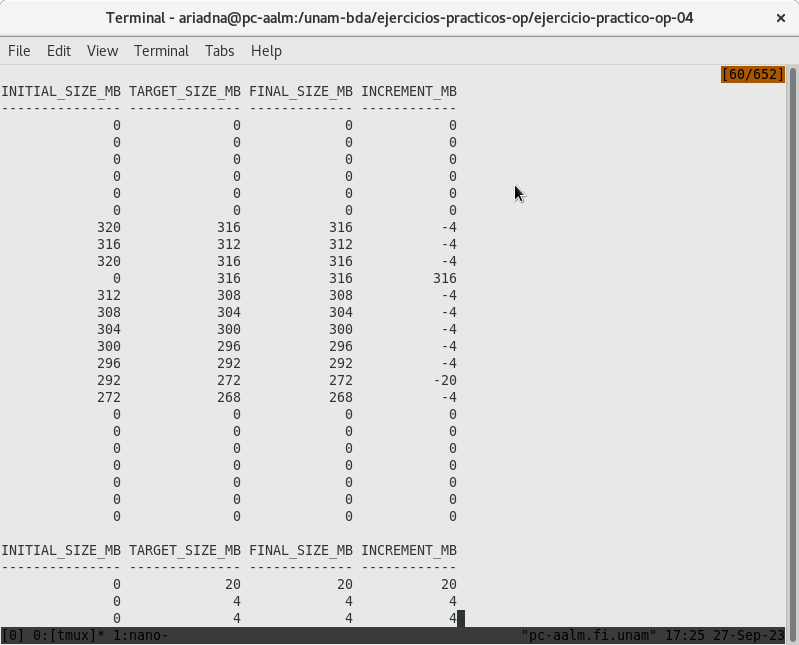 Terminal - ariadna@pc-aalm:/unam-bda/ejercicios-practicos-op/ejercicio-practico-op-04
File Edit View Terminal Tabs Help
[60/652]
INITIAL_SIZE_MB TARGET_SIZE_MB FINAL_SIZE_MB INCREMENT_MB
--------------- -------------- ------------- ------------
0 0 0 0
0 0 0 0
0 0 0 0
0 0 0 0
0 0 0 0
0 0 0 0
320 316 316 -4
316 312 312 -4
320 316 316 -4
0 316 316 316
312 308 308 -4
308 304 304 -4
304 300 300 -4
300 296 296 -4
296 292 292 -4
292 272 272 -20
272 268 268 -4
0 0 0 0
0 0 0 0
0 0 0 0
0 0 0 0
0 0 0 0
0 0 0 0
0 0 0 0
INITIAL_SIZE_MB TARGET_SIZE_MB FINAL_SIZE_MB INCREMENT_MB
--------------- -------------- ------------- ------------
0 20 20 20
0 4 4 4
0 4 4 4
[0] 0:[tmux]* 1:nano- "pc-aalm.fi.unam" 17:25 27-Sep-23